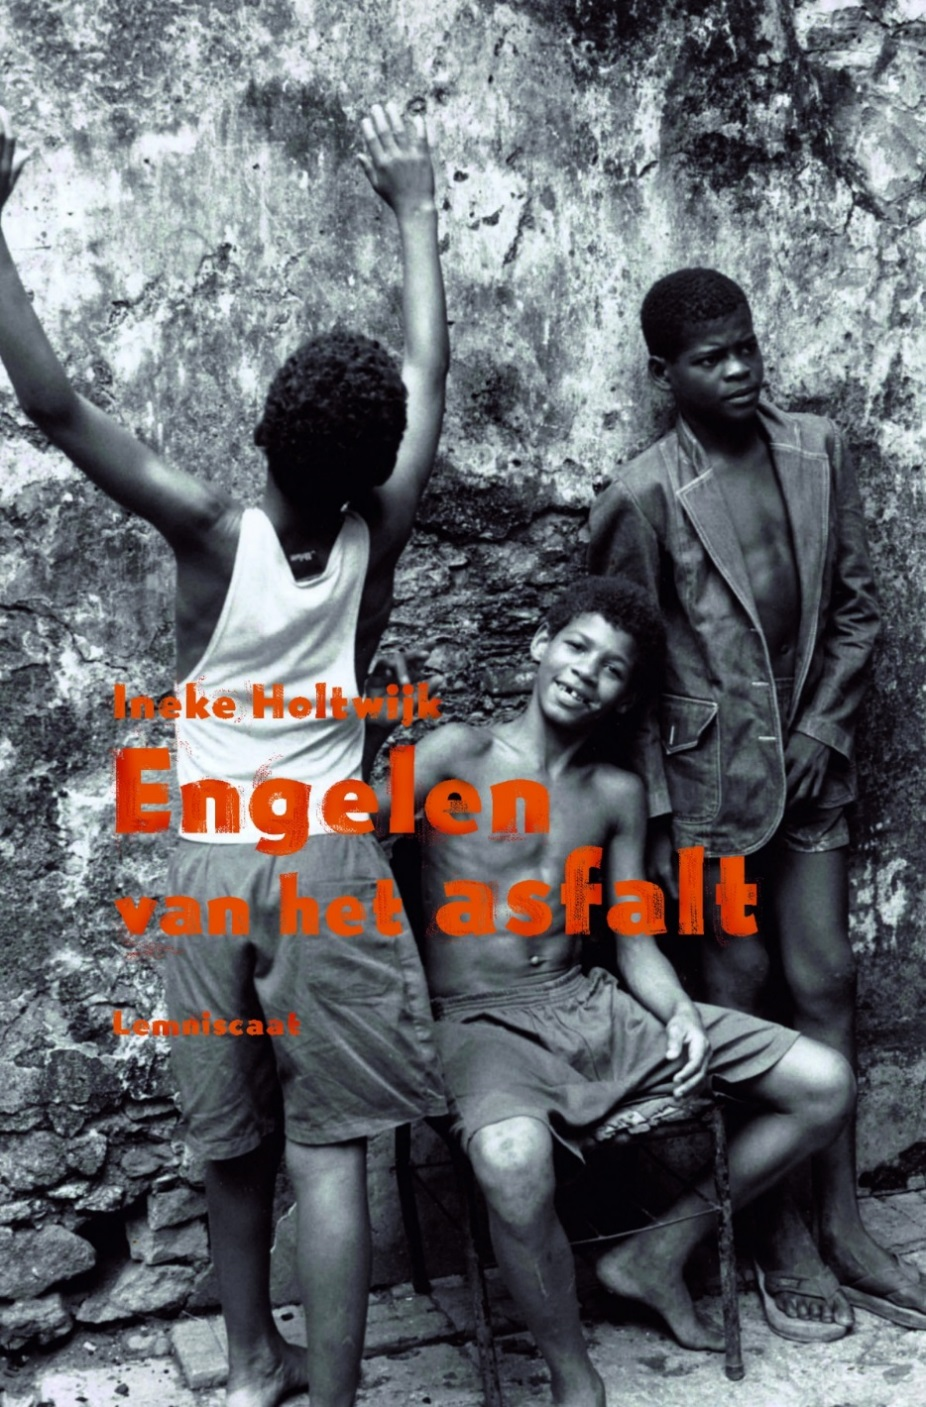 Ineke Holtwijk
Engelen
van het asfalt
Lemniscaat